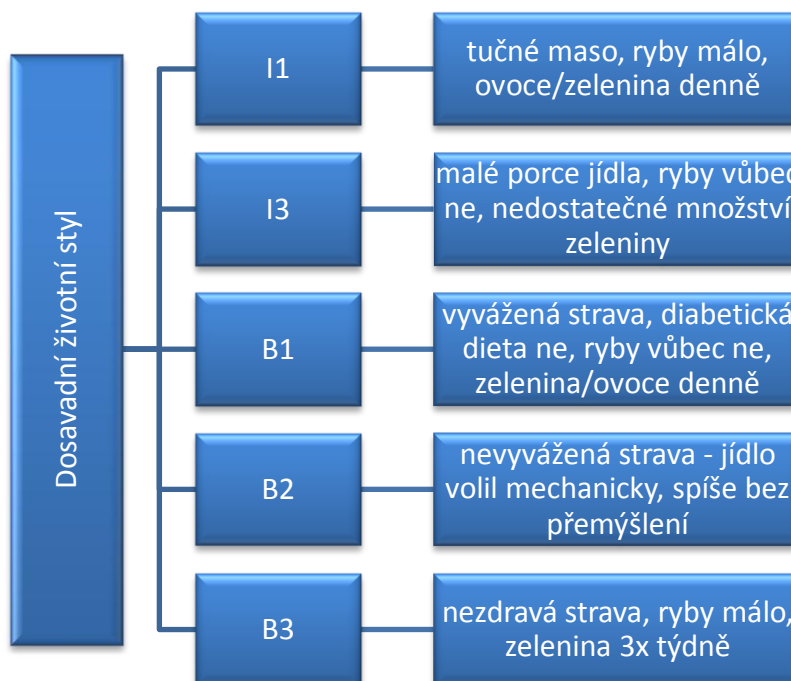 Dosavadní životní styl
I1
tučné maso, ryby málo,
ovoce/zelenina denně
I3
malé porce jídla, ryby vůbec
ne, nedostatečné množství
zeleniny
B1
vyvážená strava, diabetická
dieta ne, ryby vůbec ne,
zelenina/ovoce denně
B2
nevyvážená strava - jídlo
volil mechanicky, spíše bez
přemýšlení
B3
nezdravá strava, ryby málo,
zelenina 3x týdně